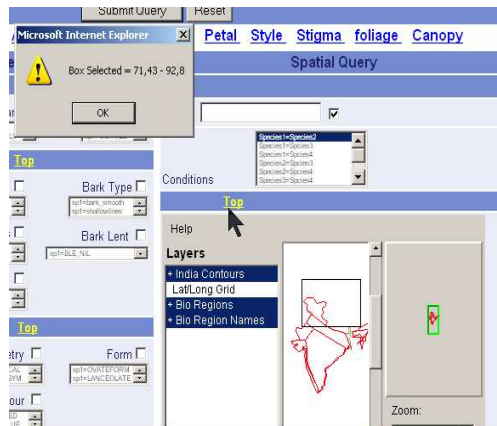 Submit Query Reset
Microsoft Internet Explorer X
Box Selected = 71,43 - 92,8
OK
Petal Style Stigma foliage Canopy
Spatial Query
Species1=Species2
Species1=Species3
Species1=Species4
Species2=Species3
Species2=Species4
Species3=Species4
Conditions
Top
Bark Type
sp1=bark_smooth
sp1=shallowlines
Bark Lent
sp1=BLE_NIL
Top
Form
sp1=OVATEFORM
sp1=LANCEOLATE
Top
Help
Layers
+ India Contours
Lat/Long Grid
+ Bio Regions
+ Bio Region Names
Zoom: